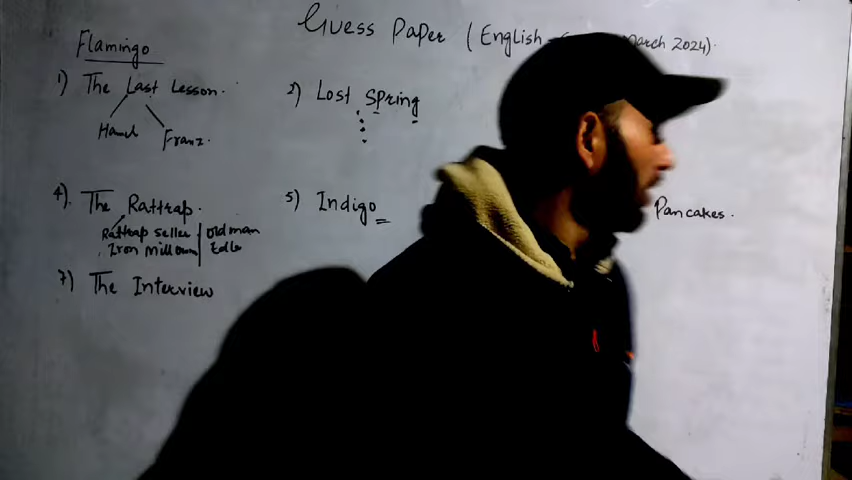 Guess Paper (English March 2024).
Flamingo
1) The Last Lesson.
Hamel
Franz.
2) Lost Spring
4). The Rattrap.
Rattrap seller | old man
Iron Mill owner | Edla
5) Indigo
Pancakes.
7) The Interview